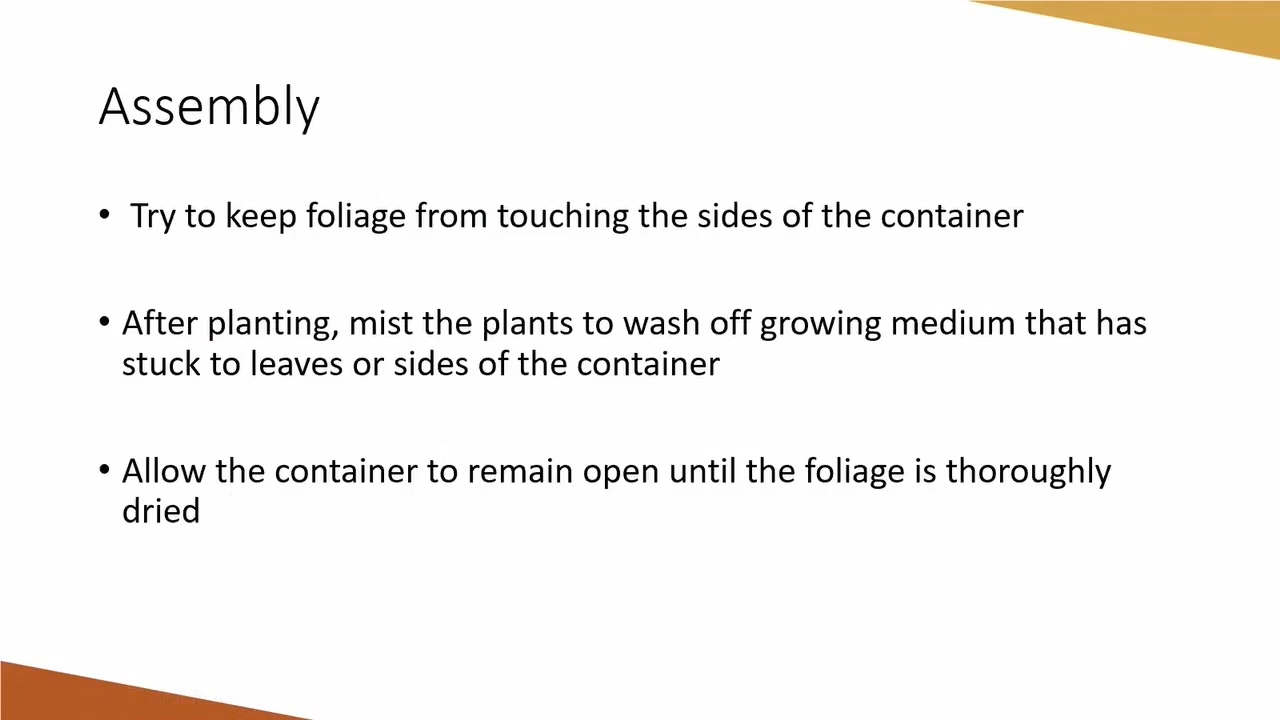 Assembly
• Try to keep foliage from touching the sides of the container
• After planting, mist the plants to wash off growing medium that has
stuck to leaves or sides of the container
• Allow the container to remain open until the foliage is thoroughly
dried